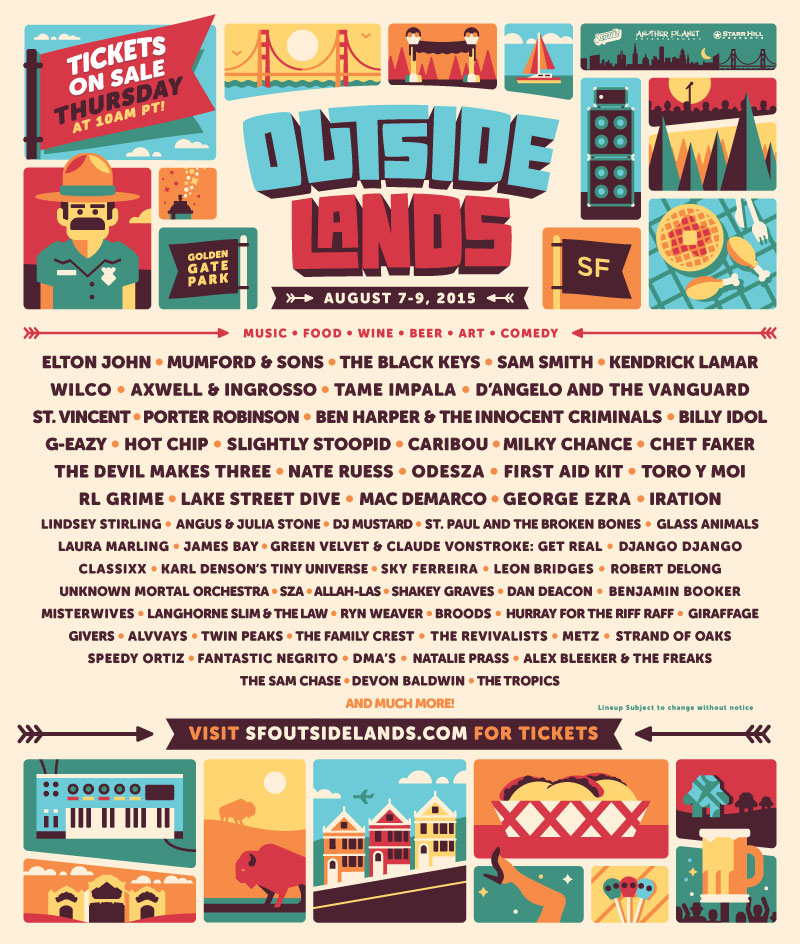 TICKETS
ON SALE
THURSDAY
AT 10AM PT!
ANOTHER PLANET
ENTERTAINMENT
STARR HILL
PRESENTS
OUTSIDE
LANDS
GOLDEN
GATE
PARK
SF
AUGUST 7-9, 2015
MUSIC • FOOD • WINE • BEER • ART • COMEDY
ELTON JOHN • MUMFORD & SONS • THE BLACK KEYS • SAM SMITH • KENDRICK LAMAR
WILCO • AXWELL & INGROSSO • TAME IMPALA • D'ANGELO AND THE VANGUARD
ST. VINCENT • PORTER ROBINSON • BEN HARPER & THE INNOCENT CRIMINALS • BILLY IDOL
G-EAZY • HOT CHIP • SLIGHTLY STOOPID • CARIBOU • MILKY CHANCE • CHET FAKER
THE DEVIL MAKES THREE • NATE RUESS • ODESZA • FIRST AID KIT • TORO Y MOI
RL GRIME • LAKE STREET DIVE • MAC DEMARCO • GEORGE EZRA • IRATION
LINDSEY STIRLING • ANGUS & JULIA STONE • DJ MUSTARD • ST. PAUL AND THE BROKEN BONES • GLASS ANIMALS
LAURA MARLING • JAMES BAY • GREEN VELVET & CLAUDE VONSTROKE: GET REAL • DJANGO DJANGO
CLASSIXX • KARL DENSON'S TINY UNIVERSE • SKY FERREIRA • LEON BRIDGES • ROBERT DELONG
UNKNOWN MORTAL ORCHESTRA • SZA • ALLAH-LAS • SHAKEY GRAVES • DAN DEACON • BENJAMIN BOOKER
MISTERWIVES • LANGHORNE SLIM & THE LAW • RYN WEAVER • BROODS • HURRAY FOR THE RIFF RAFF • GIRAFFAGE
GIVERS • ALVVAYS • TWIN PEAKS • THE FAMILY CREST • THE REVIVALISTS • METZ • STRAND OF OAKS
SPEEDY ORTIZ • FANTASTIC NEGRITO • DMA'S • NATALIE PRASS • ALEX BLEEKER & THE FREAKS
THE SAM CHASE • DEVON BALDWIN • THE TROPICS
AND MUCH MORE!
Lineup Subject to change without notice
VISIT SFOUTSIDELANDS.COM FOR TICKETS